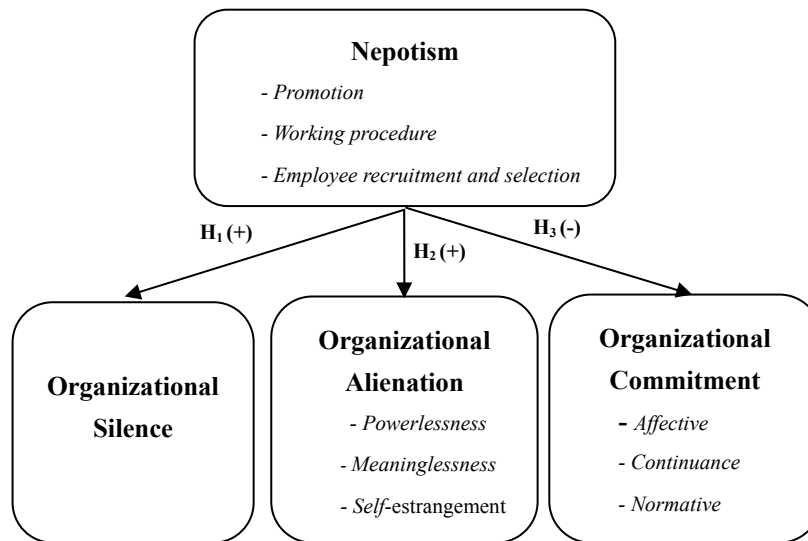 Nepotism
- Promotion
- Working procedure
- Employee recruitment and selection
H₁ (+)
H₂ (+)
H₃ (-)
Organizational
Silence
Organizational
Alienation
- Powerlessness
- Meaninglessness
- Self-estrangement
Organizational
Commitment
- Affective
- Continuance
- Normative